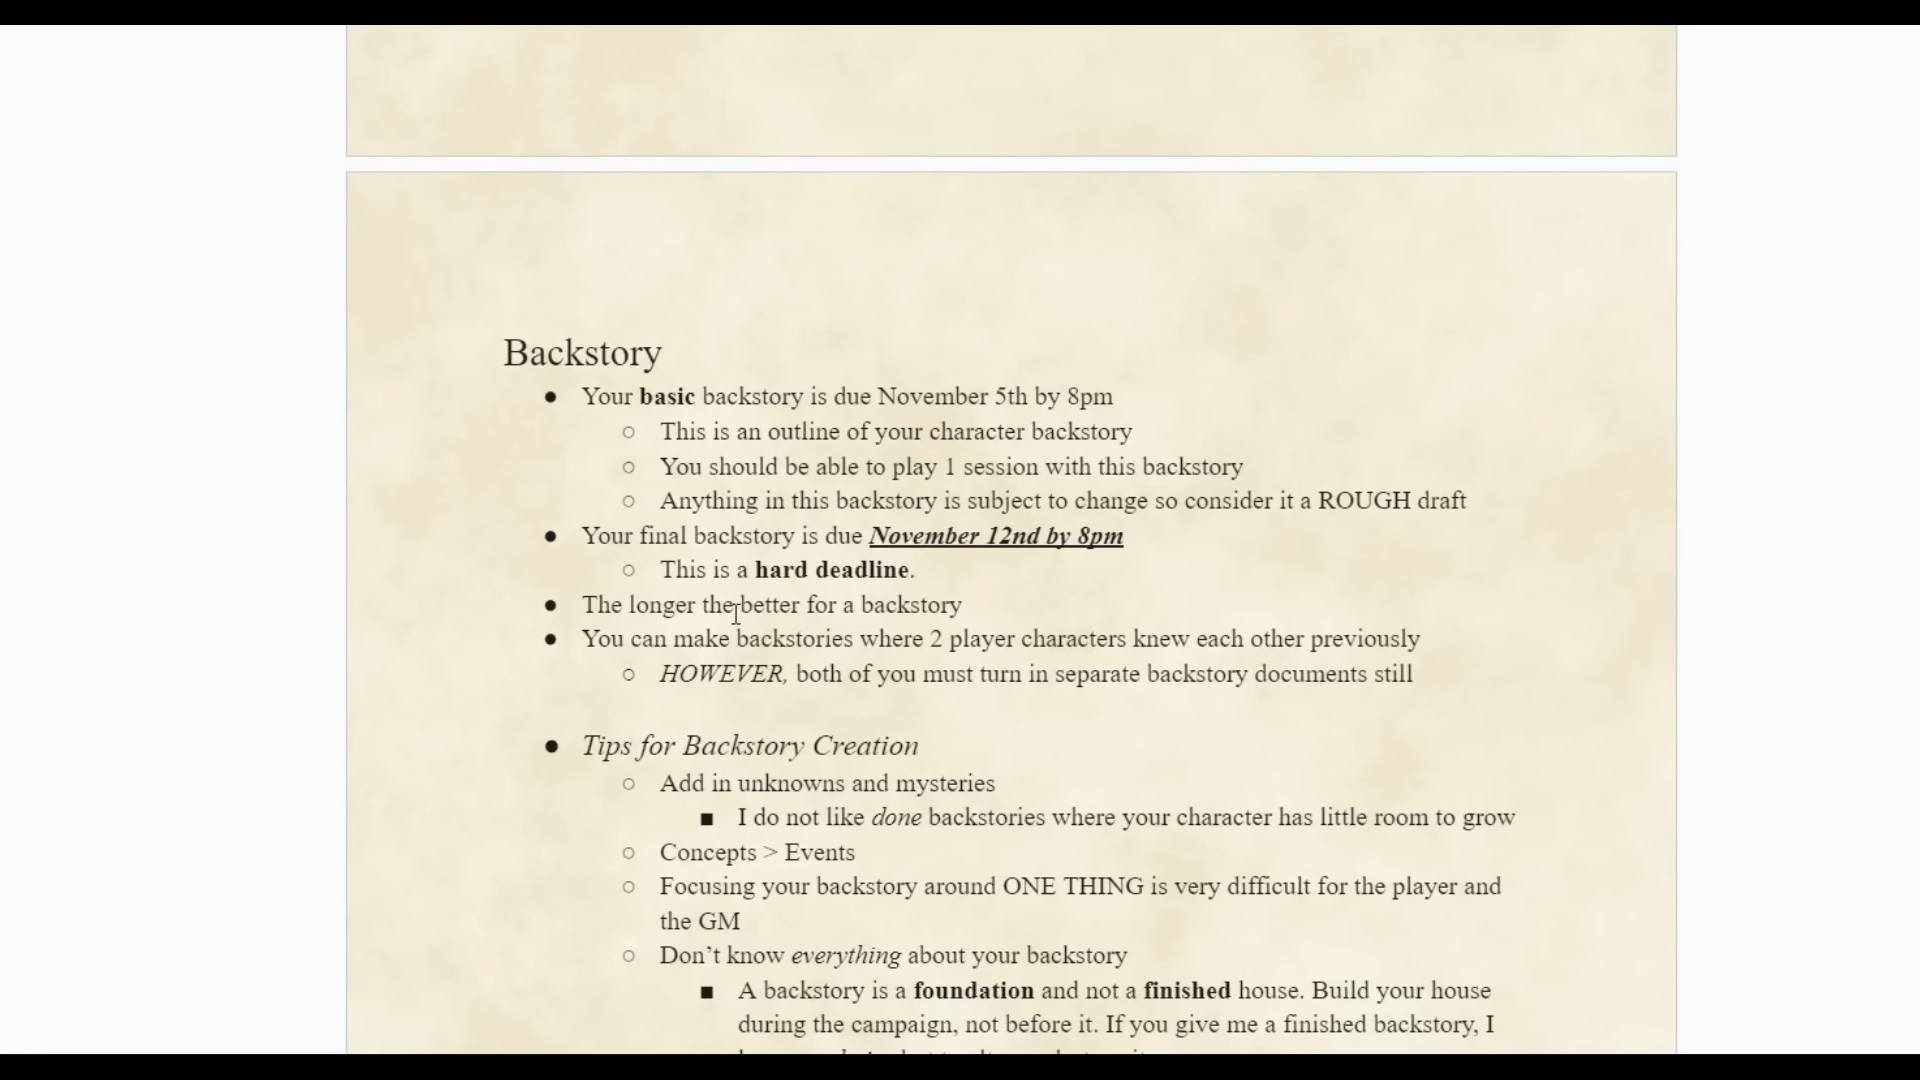 Backstory
● Your basic backstory is due November 5th by 8pm
○ This is an outline of your character backstory
○ You should be able to play 1 session with this backstory
○ Anything in this backstory is subject to change so consider it a ROUGH draft
● Your final backstory is due November 12nd by 8pm
○ This is a hard deadline.
● The longer the better for a backstory
● You can make backstories where 2 player characters knew each other previously
○ HOWEVER, both of you must turn in separate backstory documents still
● Tips for Backstory Creation
○ Add in unknowns and mysteries
■ I do not like done backstories where your character has little room to grow
○ Concepts > Events
○ Focusing your backstory around ONE THING is very difficult for the player and
the GM
○ Don’t know everything about your backstory
■ A backstory is a foundation and not a finished house. Build your house
during the campaign, not before it. If you give me a finished backstory, I